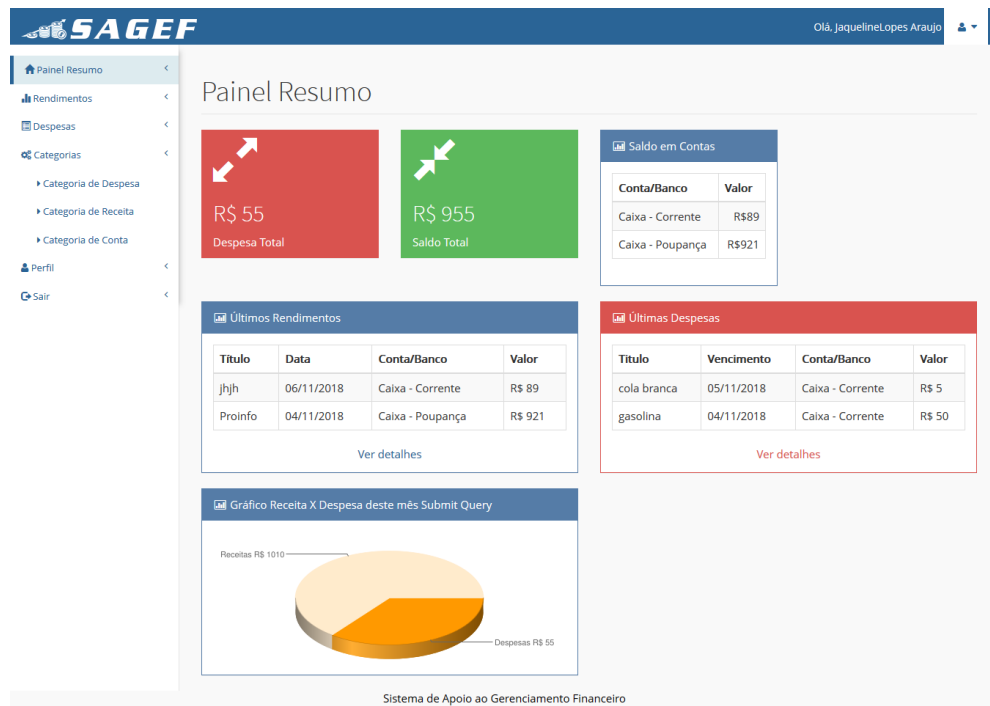 SAGEF
Olá, JaquelineLopes Araujo
Painel Resumo
Rendimentos
Despesas
Categorias
Categoria de Despesa
Categoria de Receita
Categoria de Conta
Perfil
Sair
Painel Resumo
R$ 55
Despesa Total
R$ 955
Saldo Total
Saldo em Contas
Conta/Banco Valor
Caixa - Corrente R$89
Caixa - Poupança R$921
Últimos Rendimentos
Título Data Conta/Banco Valor
jhjh 06/11/2018 Caixa - Corrente R$ 89
Proinfo 04/11/2018 Caixa - Poupança R$ 921
Ver detalhes
Últimas Despesas
Titulo Vencimento Conta/Banco Valor
cola branca 05/11/2018 Caixa - Corrente R$ 5
gasolina 04/11/2018 Caixa - Corrente R$ 50
Ver detalhes
Gráfico Receita X Despesa deste mês Submit Query
Receitas R$ 1010
Despesas R$ 55
Sistema de Apoio ao Gerenciamento Financeiro